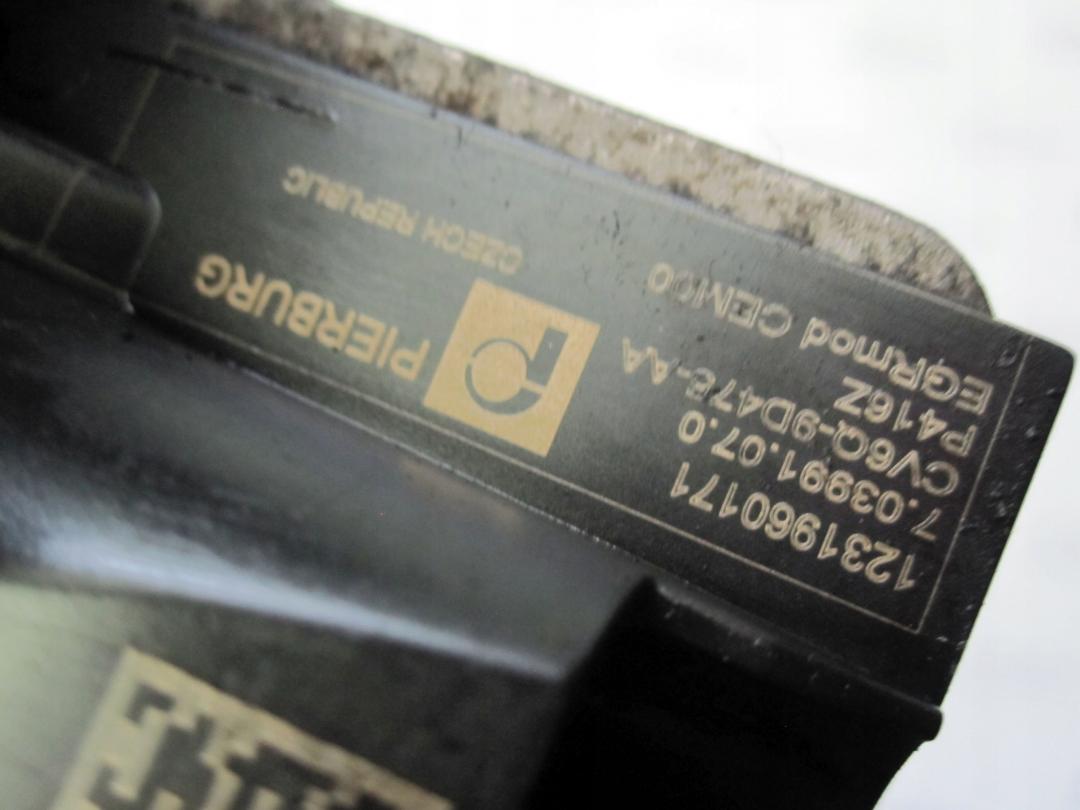 1231960171
7.03991.07.0
CV6Q-9D475-AA
P416Z
EGRmod CEM00
PIERBURG
CZECH REPUBLIC